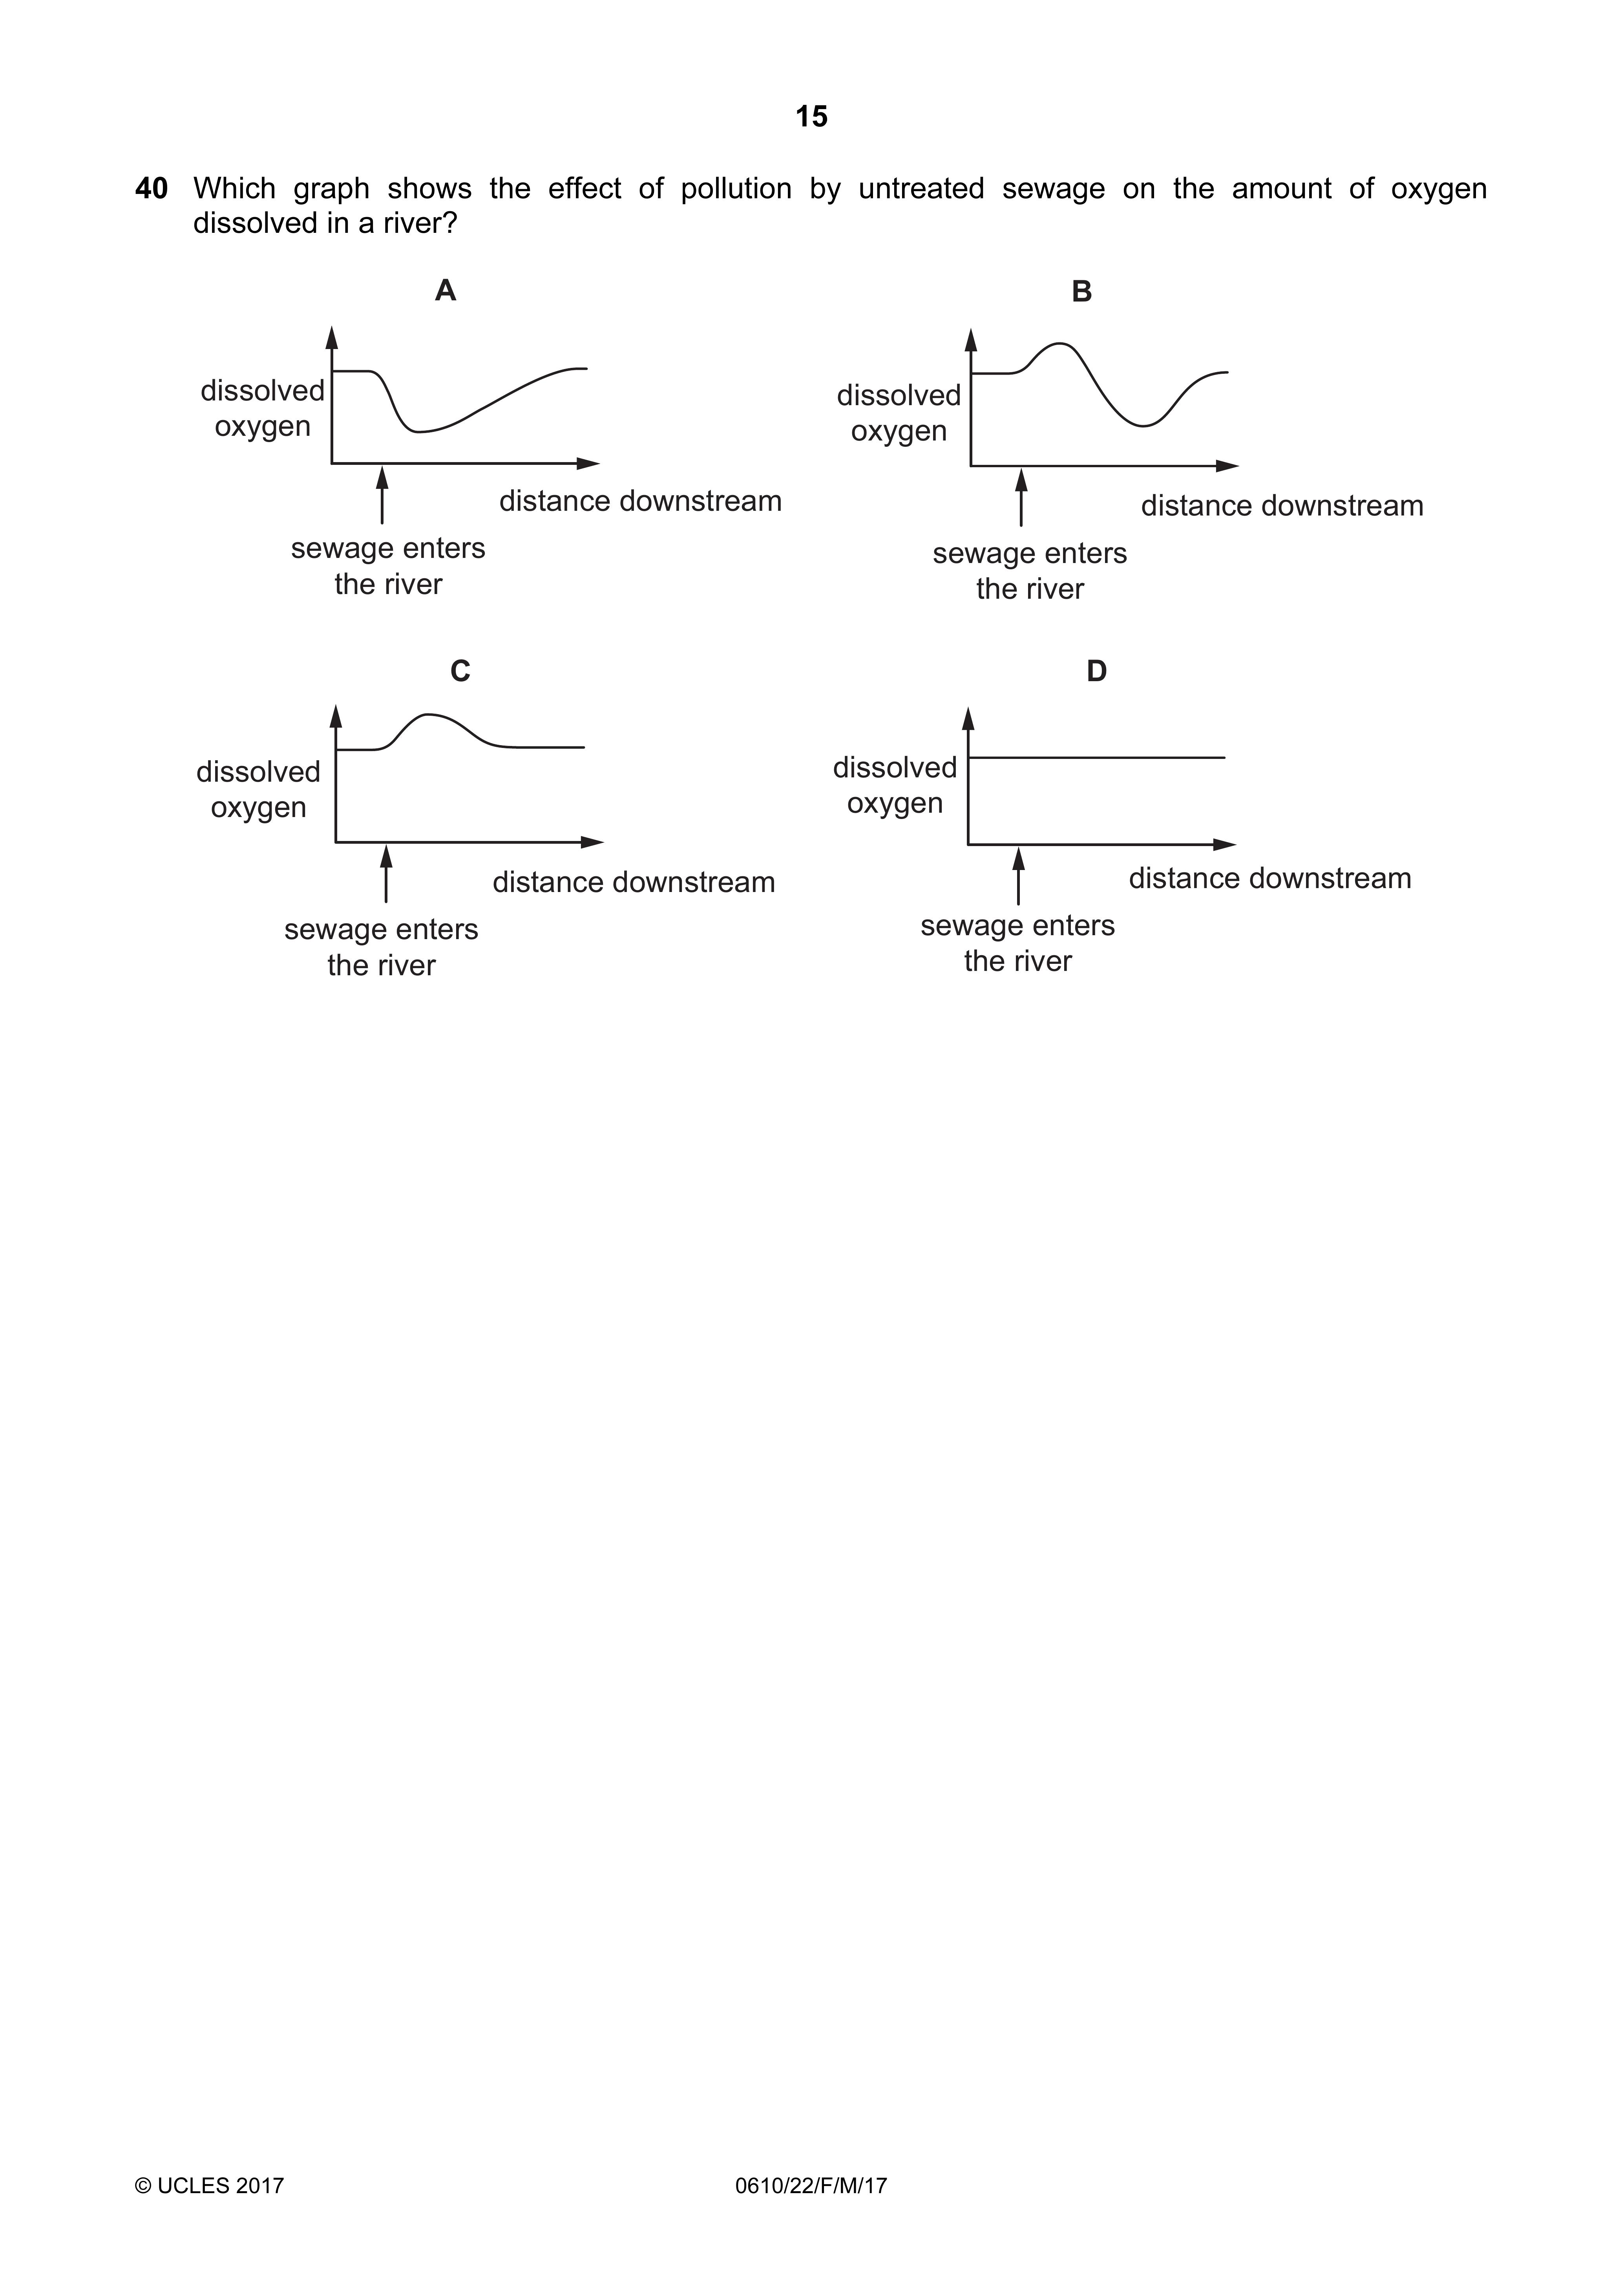 15
40 Which graph shows the effect of pollution by untreated sewage on the amount of oxygen
dissolved in a river?
A
dissolved
oxygen
distance downstream
sewage enters
the river
B
dissolved
oxygen
distance downstream
sewage enters
the river
C
dissolved
oxygen
distance downstream
sewage enters
the river
D
dissolved
oxygen
distance downstream
sewage enters
the river
© UCLES 2017
0610/22/F/M/17